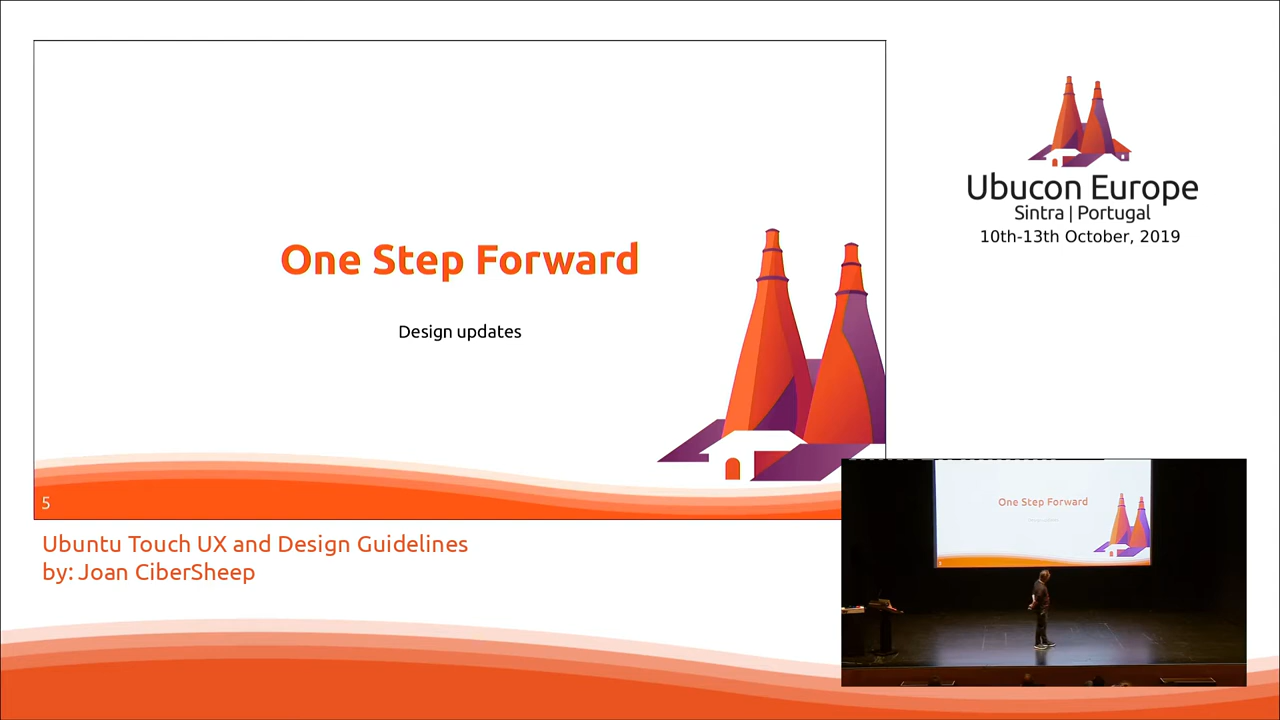 One Step Forward
Design updates
5
Ubuntu Touch UX and Design Guidelines
by: Joan CiberSheep
Ubucon Europe
Sintra | Portugal
10th-13th October, 2019
One Step Forward